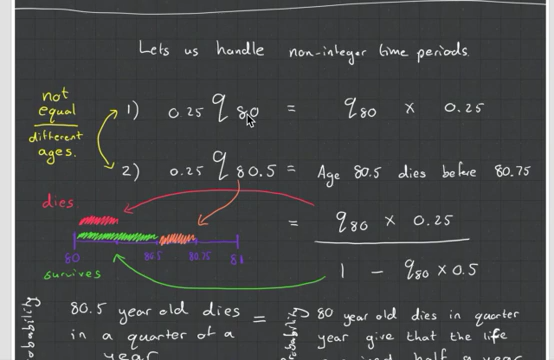 Lets us handle non-integer time periods.
not equal
different ages.
1) 0.25 q 80 = q80 x 0.25
2) 0.25 q 80.5 = Age 80.5 dies before 80.75
dies
= q80 x 0.25
1 - q80 x 0.5
80 80.5 80.75 81
survives
Probability
80.5 year old dies
in a quarter of a
year
=
Probability
80 year old dies in quarter
year give that the life
half a year